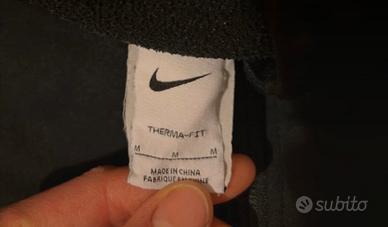 THERMA-FIT
M M M
MADE IN CHINA
FABRIQUÉ EN CHINE
subito